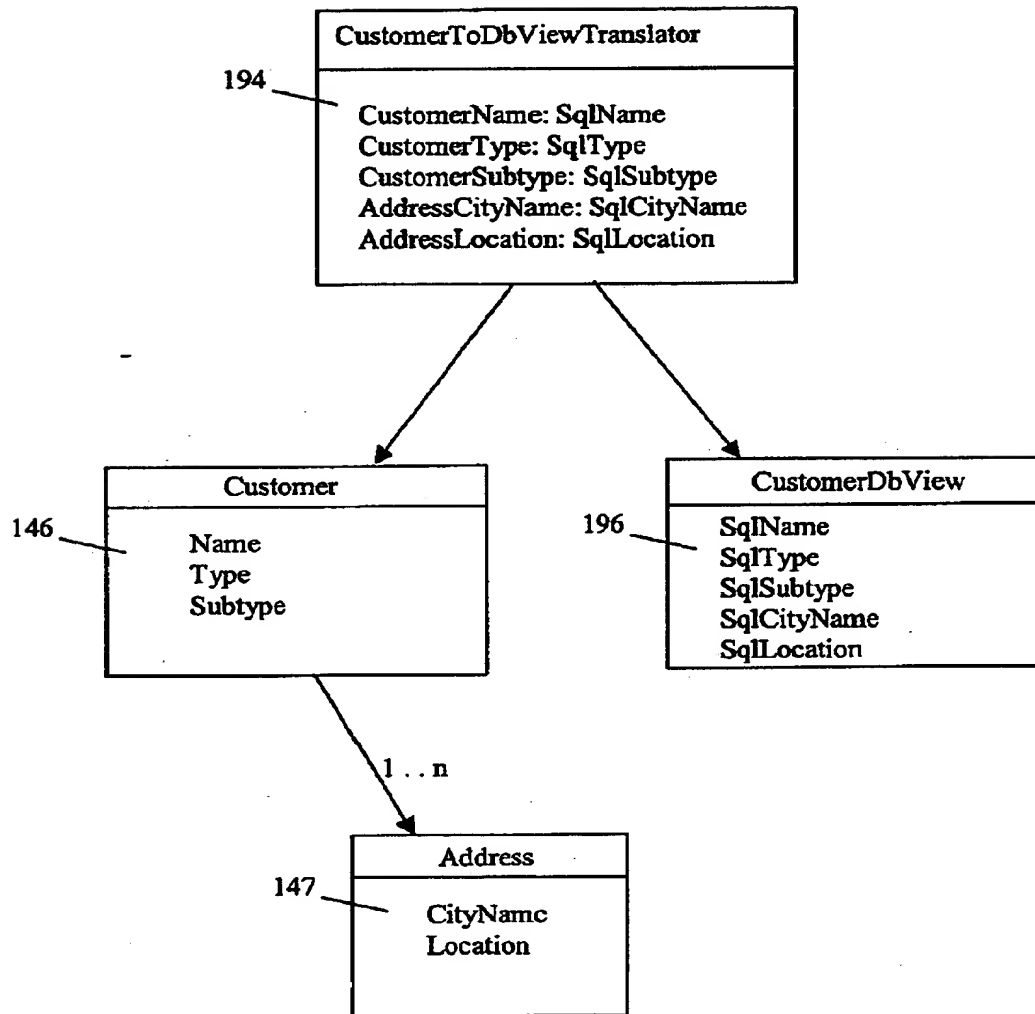 CustomerToDbViewTranslator
194
CustomerName: SqlName
CustomerType: SqlType
CustomerSubtype: SqlSubtype
AddressCityName: SqlCityName
AddressLocation: SqlLocation
Customer
146
Name
Type
Subtype
CustomerDbView
196
SqlName
SqlType
SqlSubtype
SqlCityName
SqlLocation
1 . . n
Address
147
CityName
Location